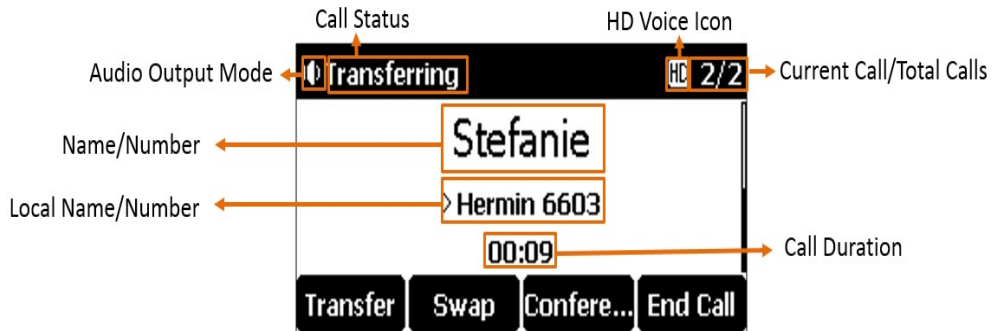 Call Status
HD Voice Icon
Audio Output Mode
Transferring
HD 2/2
Current Call/Total Calls
Name/Number
Stefanie
Local Name/Number
>Hermin 6603
00:09
Call Duration
Transfer Swap Confere... End Call